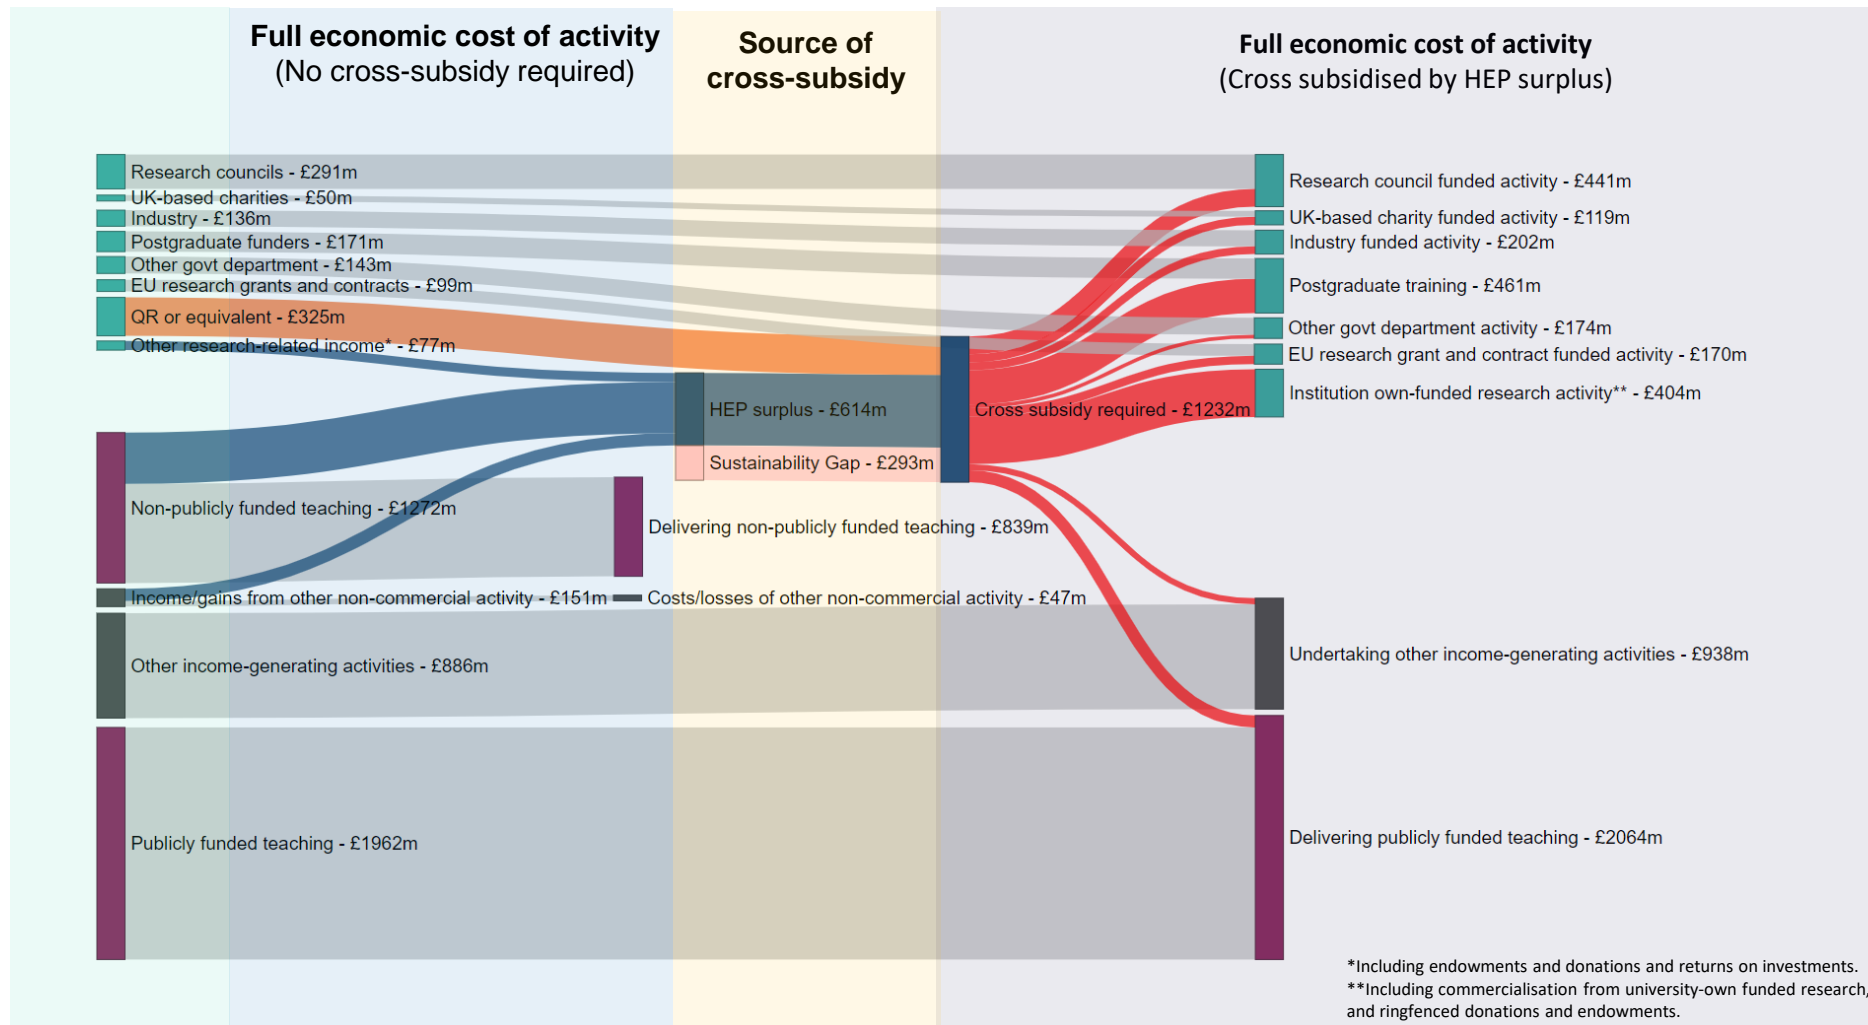 Full economic cost of activity
(No cross-subsidy required)
Source of
cross-subsidy
Full economic cost of activity
(Cross subsidised by HEP surplus)
Research councils - £291m
UK-based charities - £50m
Industry - £136m
Postgraduate funders - £171m
Other govt department - £143m
EU research grants and contracts - £99m
QR or equivalent - £325m
Other research-related income* - £77m
Non-publicly funded teaching - £1272m
Income/gains from other non-commercial activity - £151m
Other income-generating activities - £886m
Publicly funded teaching - £1962m
Delivering non-publicly funded teaching - £839m
Costs/losses of other non-commercial activity - £47m
HEP surplus - £614m
Sustainability Gap - £293m
Cross subsidy required - £1232m
Research council funded activity - £441m
UK-based charity funded activity - £119m
Industry funded activity - £202m
Postgraduate training - £461m
Other govt department activity - £174m
EU research grant and contract funded activity - £170m
Institution own-funded research activity** - £404m
Undertaking other income-generating activities - £938m
Delivering publicly funded teaching - £2064m
*Including endowments and donations and returns on investments.
**Including commercialisation from university-own funded research,
and ringfenced donations and endowments.